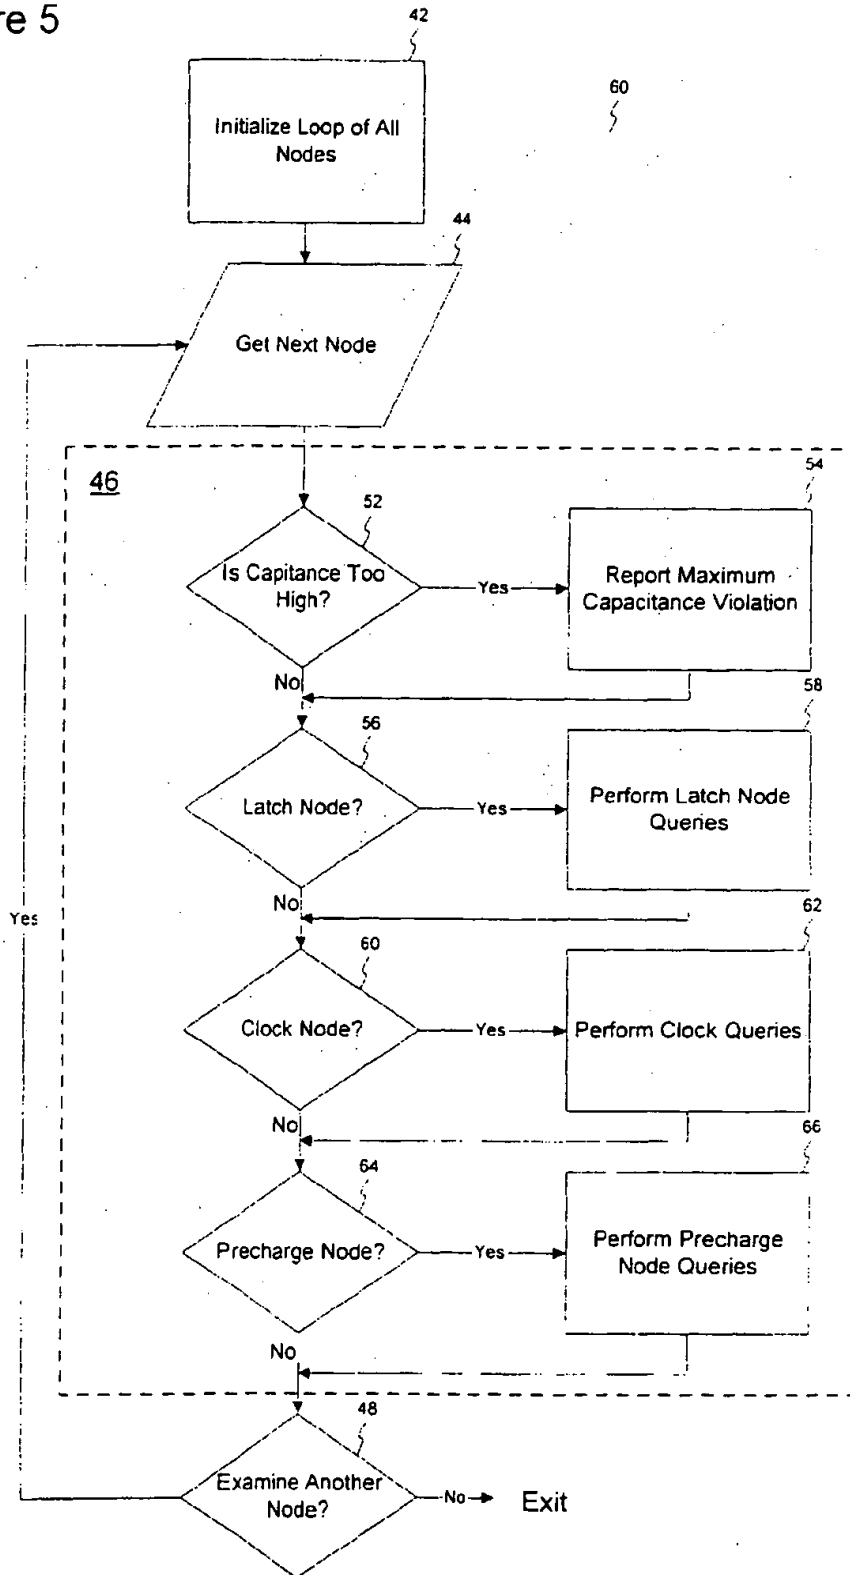 re 5
42
Initialize Loop of All
Nodes
60
44
Get Next Node
46
52
Is Capitance Too
High?
Yes
54
Report Maximum
Capacitance Violation
No
56
Latch Node?
Yes
58
Perform Latch Node
Queries
No
Yes
60
Clock Node?
Yes
62
Perform Clock Queries
No
64
Precharge Node?
Yes
66
Perform Precharge
Node Queries
No
48
Examine Another
Node?
No
Exit